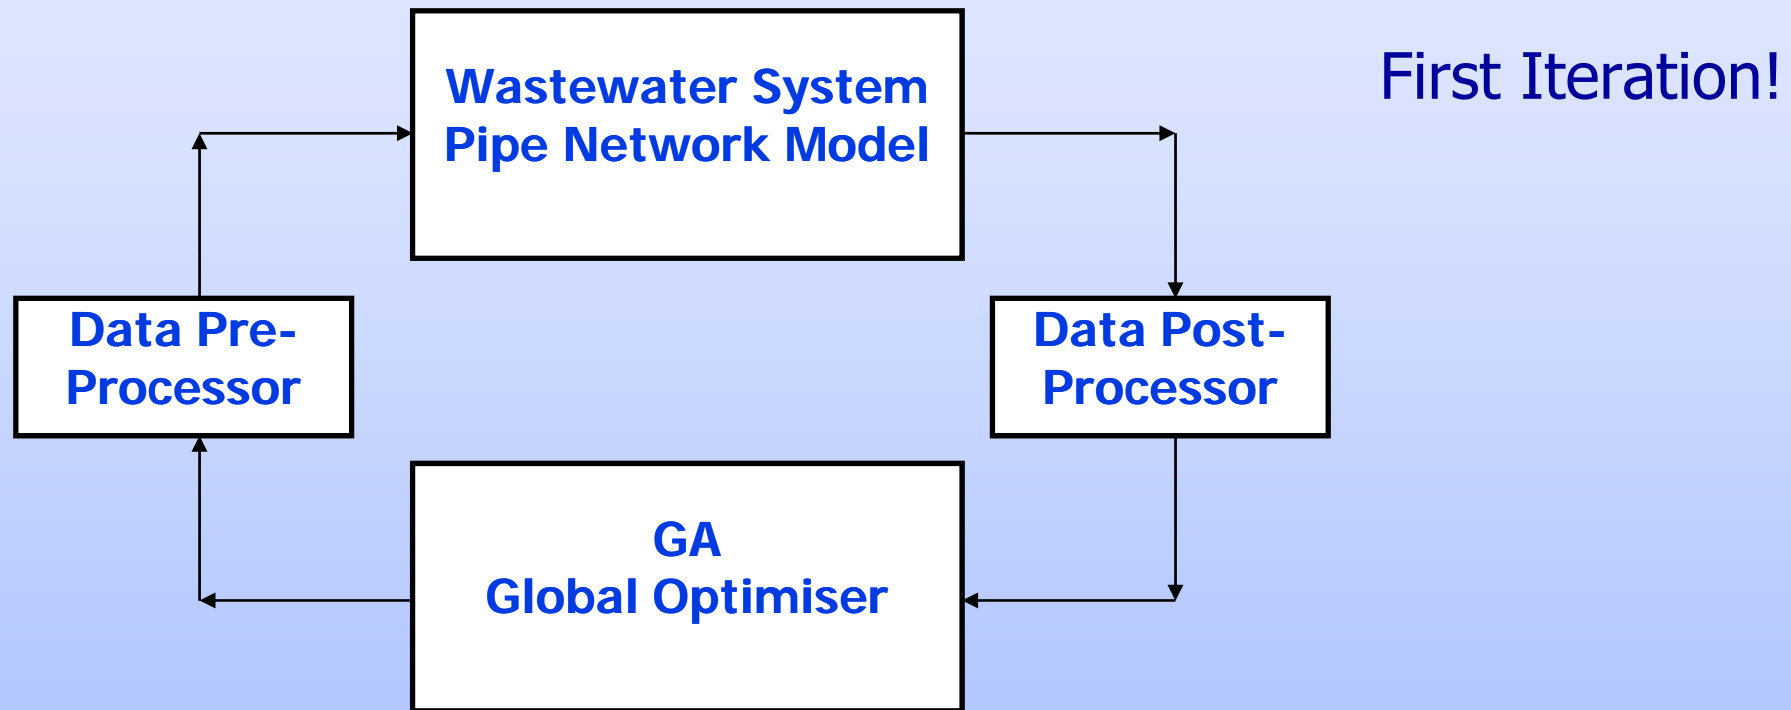 Wastewater System
Pipe Network Model
First Iteration!
Data Pre-
Processor
Data Post-
Processor
GA
Global Optimiser